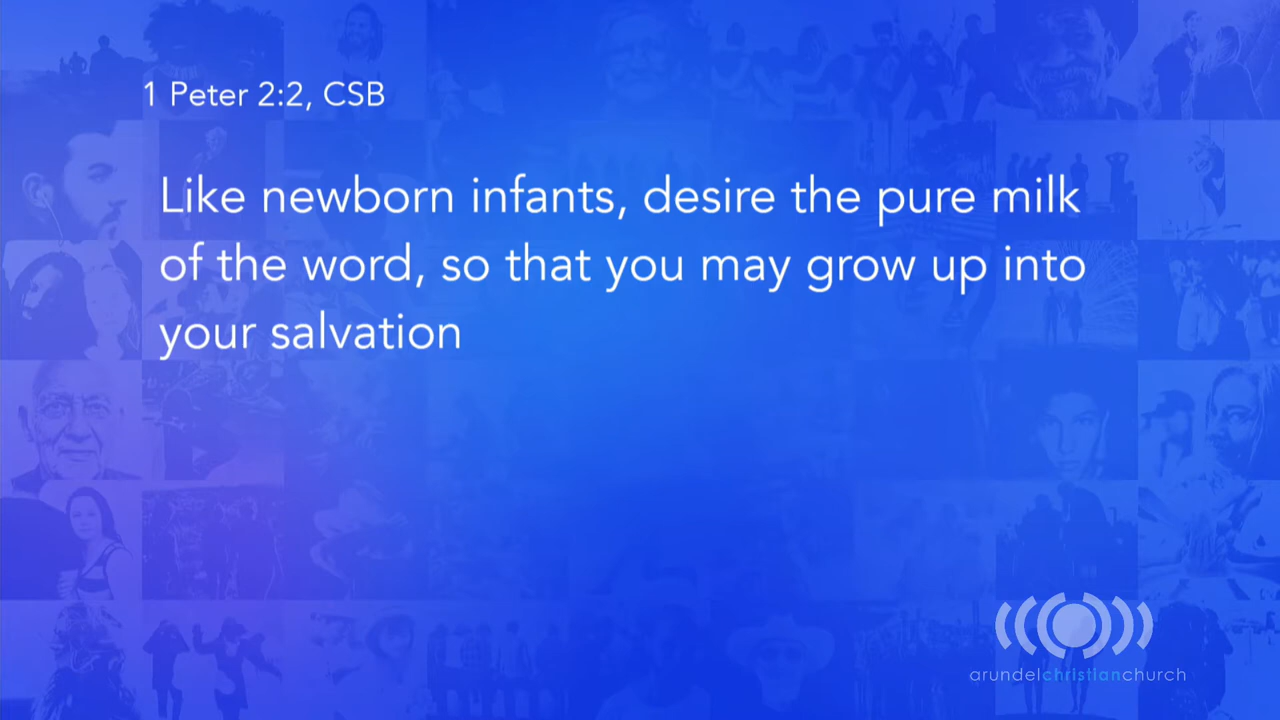 1 Peter 2:2, CSB
Like newborn infants, desire the pure milk
of the word, so that you may grow up into
your salvation
arundelchristianchurch